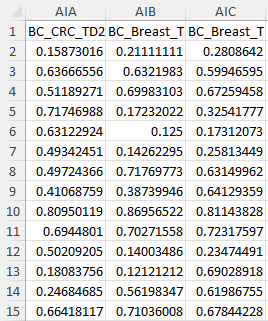 AIA AIB AIC
1 BC_CRC_TD2 BC_Breast_T BC_Breast_T
2 0.15873016 0.21111111 0.2808642
3 0.63666556 0.6321983 0.59946595
4 0.51189271 0.69983103 0.67259458
5 0.71746988 0.17232022 0.32541777
6 0.63122924 0.125 0.17312073
7 0.49342451 0.14262295 0.25813449
8 0.49724366 0.71769773 0.63149962
9 0.41068759 0.38739946 0.64129359
10 0.80950119 0.86956522 0.81143828
11 0.6944801 0.70271558 0.72317597
12 0.50209205 0.14003486 0.23474491
13 0.18083756 0.12121212 0.69028918
14 0.24684685 0.56198347 0.61986755
15 0.66418117 0.71036008 0.67844228